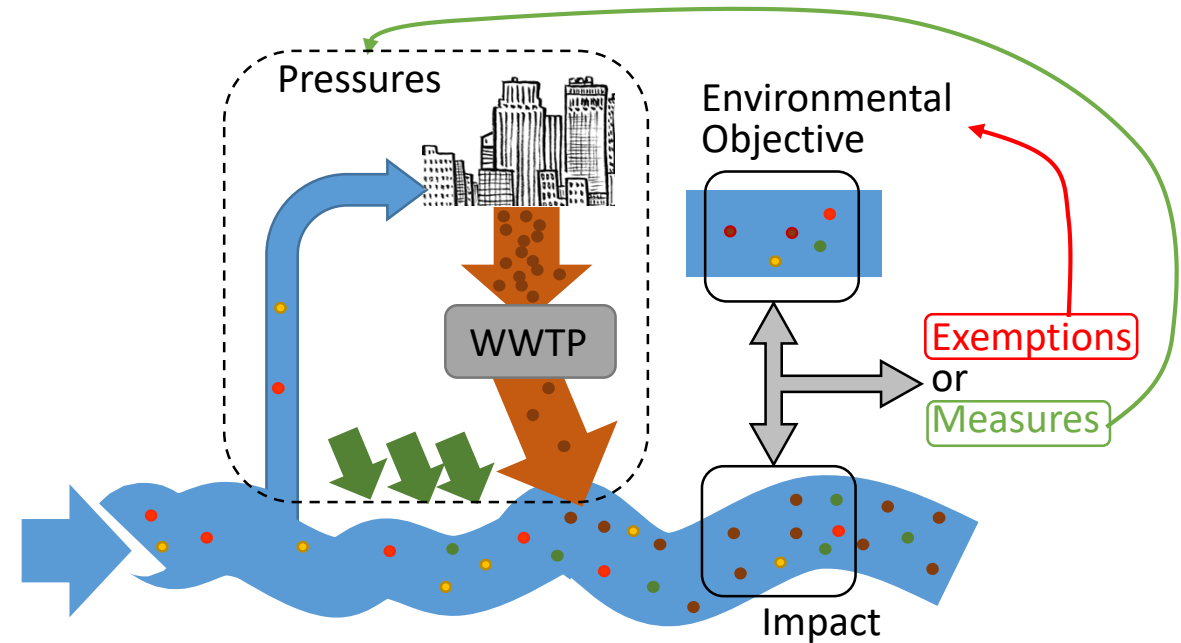 Pressures
Environmental
Objective
WWTP
Exemptions
or
Measures
Impact